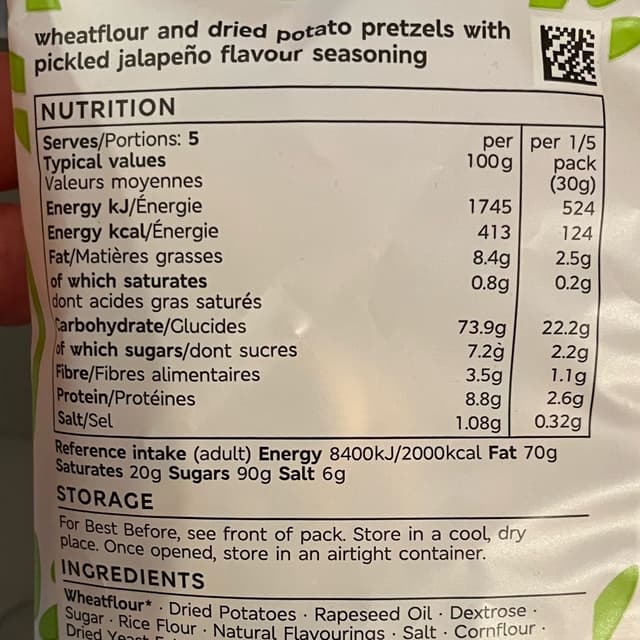 wheatflour and dried potato pretzels with
pickled jalapeño flavour seasoning
NUTRITION
Serves/Portions: 5
Typical values
Valeurs moyennes
per 100g
per 1/5 pack (30g)
Energy kJ/Énergie 1745 524
Energy kcal/Énergie 413 124
Fat/Matières grasses 8.4g 2.5g
of which saturates 0.8g 0.2g
dont acides gras saturés
Carbohydrate/Glucides 73.9g 22.2g
of which sugars/dont sucres 7.2g 2.2g
Fibre/Fibres alimentaires 3.5g 1.1g
Protein/Protéines 8.8g 2.6g
Salt/Sel 1.08g 0.32g
Reference intake (adult) Energy 8400kJ/2000kcal Fat 70g
Saturates 20g Sugars 90g Salt 6g
STORAGE
For Best Before, see front of pack. Store in a cool, dry
place. Once opened, store in an airtight container.
INGREDIENTS
Wheatflour* · Dried Potatoes · Rapeseed Oil · Dextrose ·
Sugar · Rice Flour · Natural Flavourings · Salt · Cornflour ·
Dried Yeast